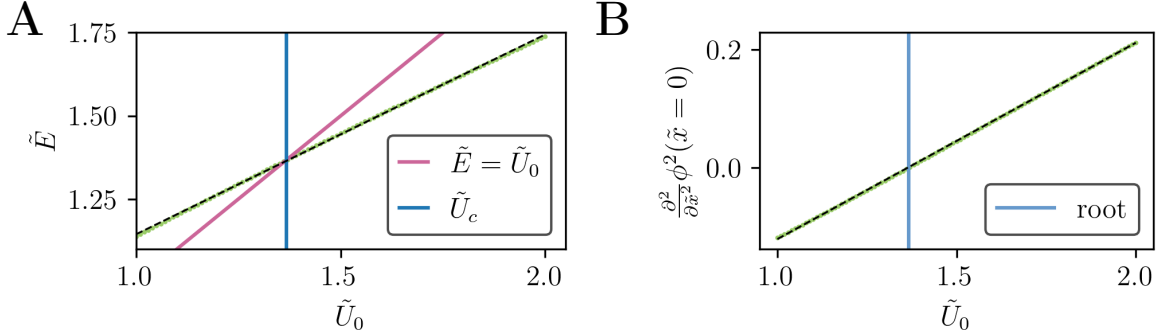 A
1.75
1.50
1.25
Ẽ
1.0
1.5
2.0
Ũ₀
Ẽ = Ũ₀
Ũ_c
B
0.2
0.0
∂²/∂x̃² ϕ²(x̃ = 0)
1.0
1.5
2.0
Ũ₀
root